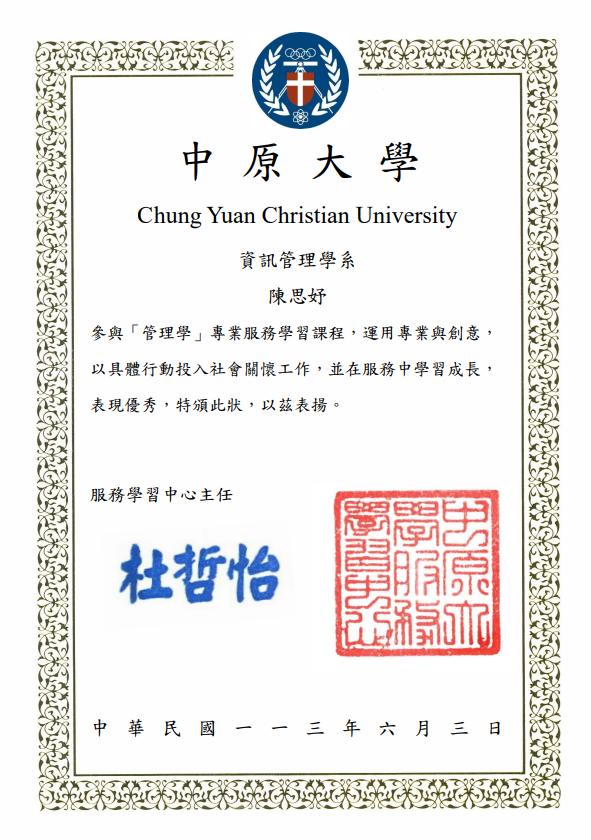 中原大學
Chung Yuan Christian University
資訊管理學系
陳思妤
參與「管理學」專業服務學習課程，運用專業與創意，
以具體行動投入社會關懷工作，並在服務中學習成長，
表現優秀，特頒此狀，以茲表揚。
服務學習中心主任
杜哲怡
中原大
學服務
學習中心
中華民國一一三年六月三日